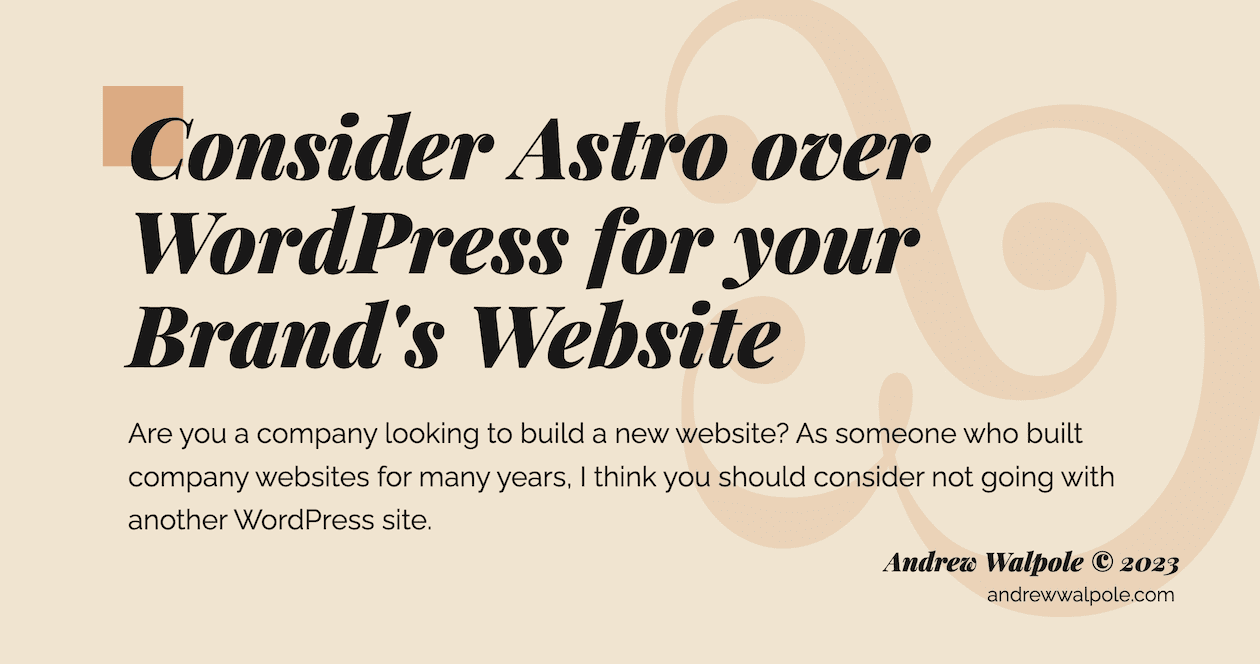 Consider Astro over
WordPress for your
Brand's Website
Are you a company looking to build a new website? As someone who built
company websites for many years, I think you should consider not going with
another WordPress site.
Andrew Walpole © 2023
andrewwalpole.com